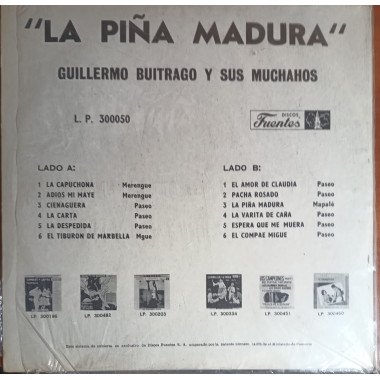 "LA PIÑA MADURA"
GUILLERMO BUITRAGO Y SUS MUCHAHOS
L. P. 300050
DISCOS
Fuentes
LADO A:
1 LA CAPUCHONA Merengue
2 ADIOS MI MAYE Merengue
3 CIENAGUERA Paseo
4 LA CARTA Paseo
5 LA DESPEDIDA Paseo
6 EL TIBURON DE MARBELLA Mgue
LADO B:
1 EL AMOR DE CLAUDIA Paseo
2 PACHA ROSADO Paseo
3 LA PIÑA MADURA Mapalé
4 LA VARITA DE CAÑA Paseo
5 ESPERA QUE ME MUERA Paseo
6 EL COMPAE MIGUE Paseo
LP. 300186
LP. 300482
LP. 300203
LP. 300334
LP. 300451
LP. 300450